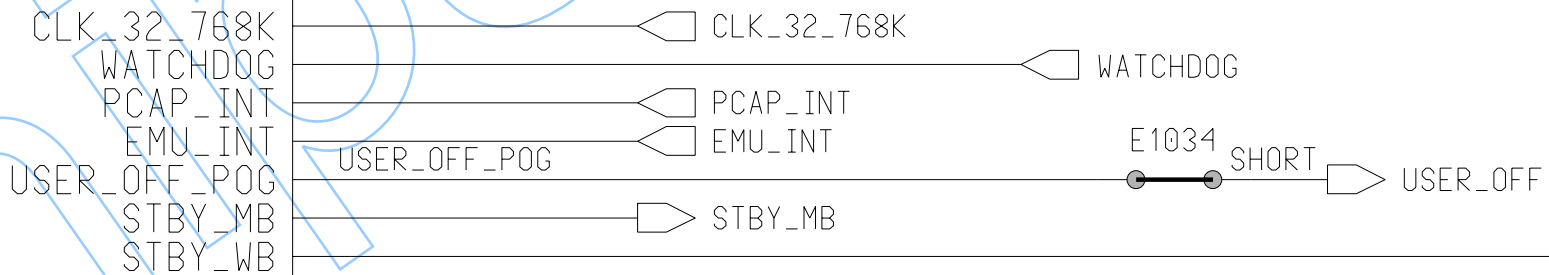 CLK_32_768K CLK_32_768K
WATCHDOG WATCHDOG
PCAP_INT PCAP_INT
EMU_INT EMU_INT E1034
USER_OFF_POG SHORT
USER_OFF_POG USER_OFF
STBY_MB STBY_MB
STBY_WB